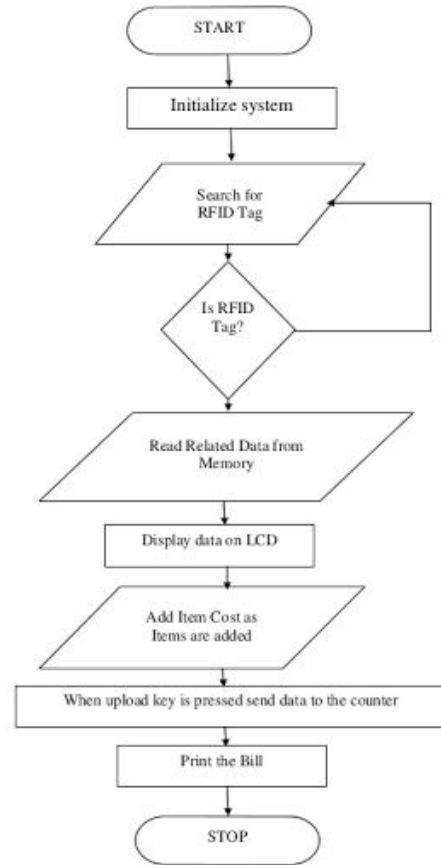 START
Initialize system
Search for
RFID Tag
Is RFID
Tag?
Read Related Data from
Memory
Display data on LCD
Add Item Cost as
Items are added
When upload key is pressed send data to the counter
Print the Bill
STOP